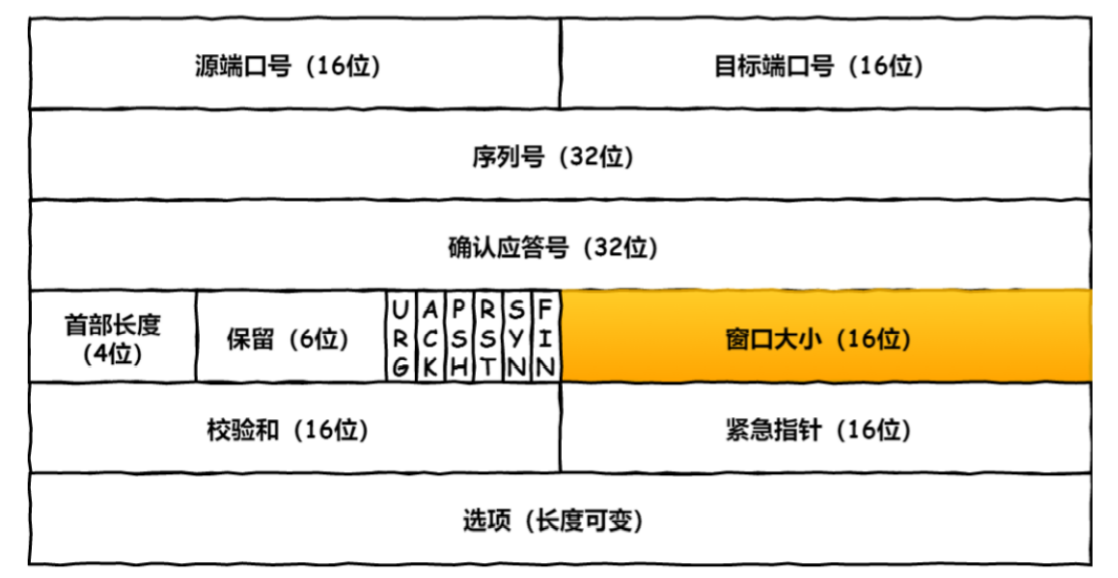 源端口号（16位）
目标端口号（16位）
序列号（32位）
确认应答号（32位）
首部长度
(4位)
保留（6位）
URG
ACK
PSH
RST
SYN
FIN
窗口大小（16位）
校验和（16位）
紧急指针（16位）
选项（长度可变）